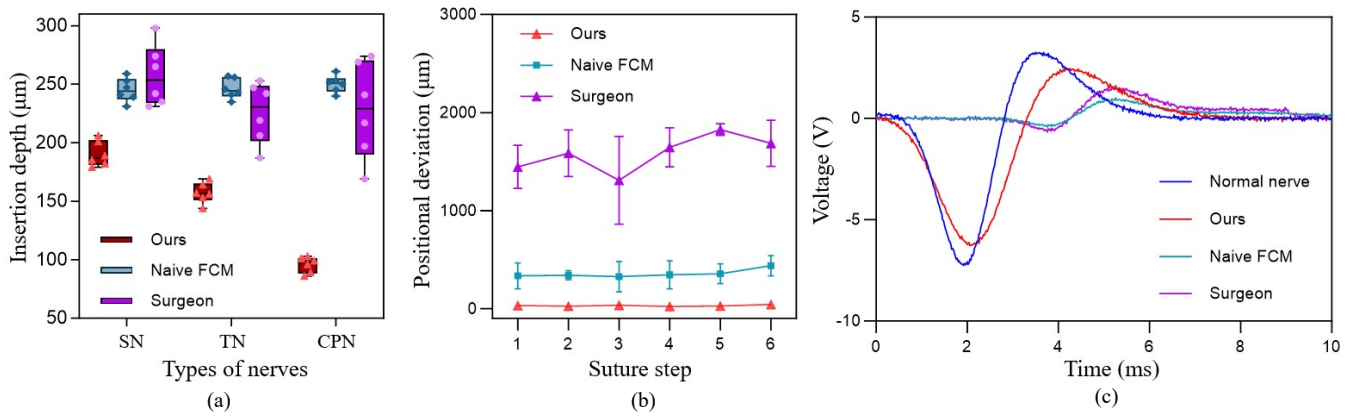 300
250
200
150
100
50
Insertion depth (μm)
Ours
Naive FCM
Surgeon
SN TN CPN
Types of nerves
(a)
3000
2000
1000
0
Positional deviation (μm)
Ours
Naive FCM
Surgeon
1 2 3 4 5 6
Suture step
(b)
5
0
-5
-10
Voltage (V)
Normal nerve
Ours
Naive FCM
Surgeon
0 2 4 6 8 10
Time (ms)
(c)